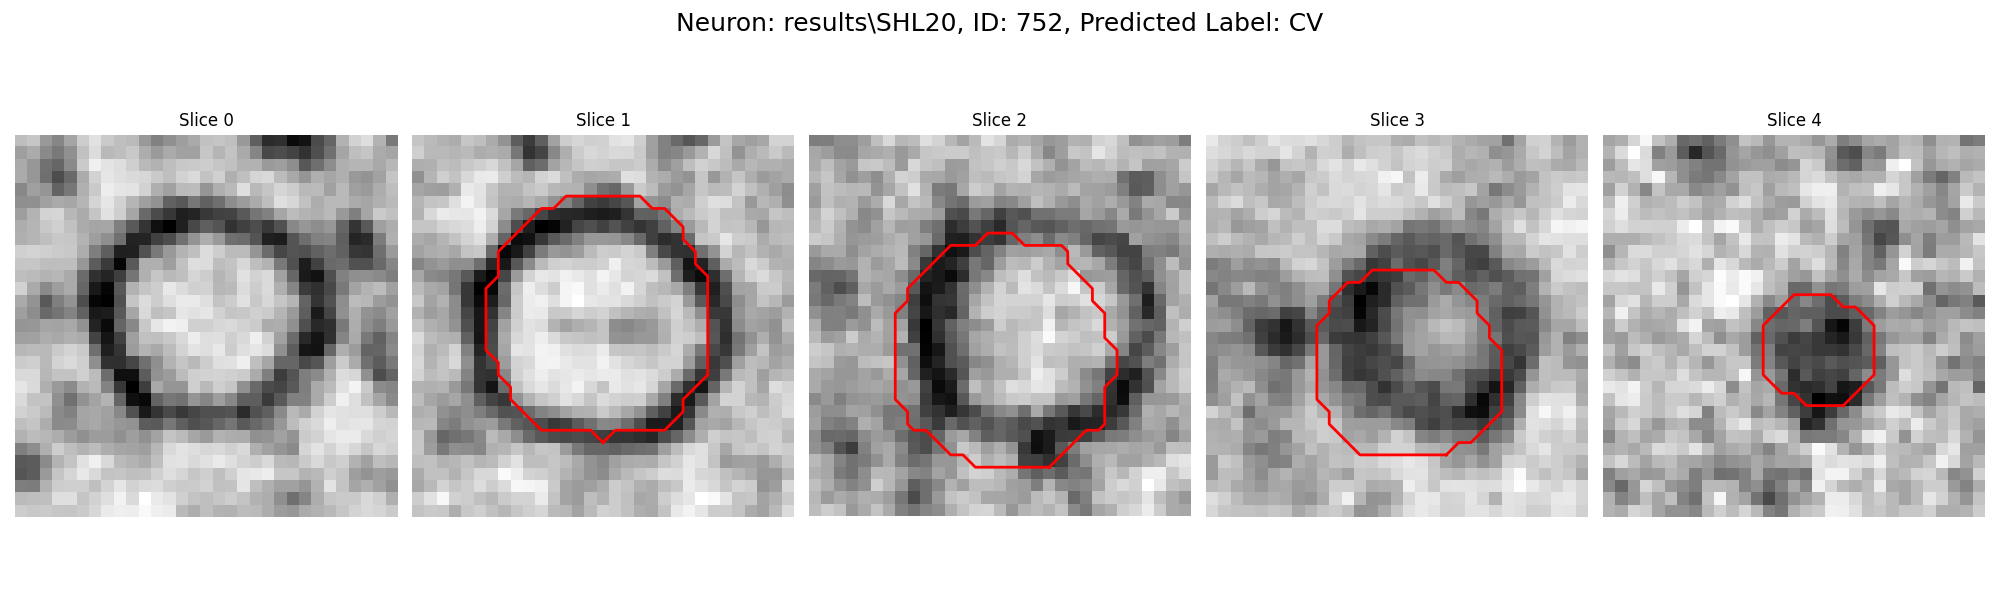 Neuron: results\SHL20, ID: 752, Predicted Label: CV
Slice 0
Slice 1
Slice 2
Slice 3
Slice 4